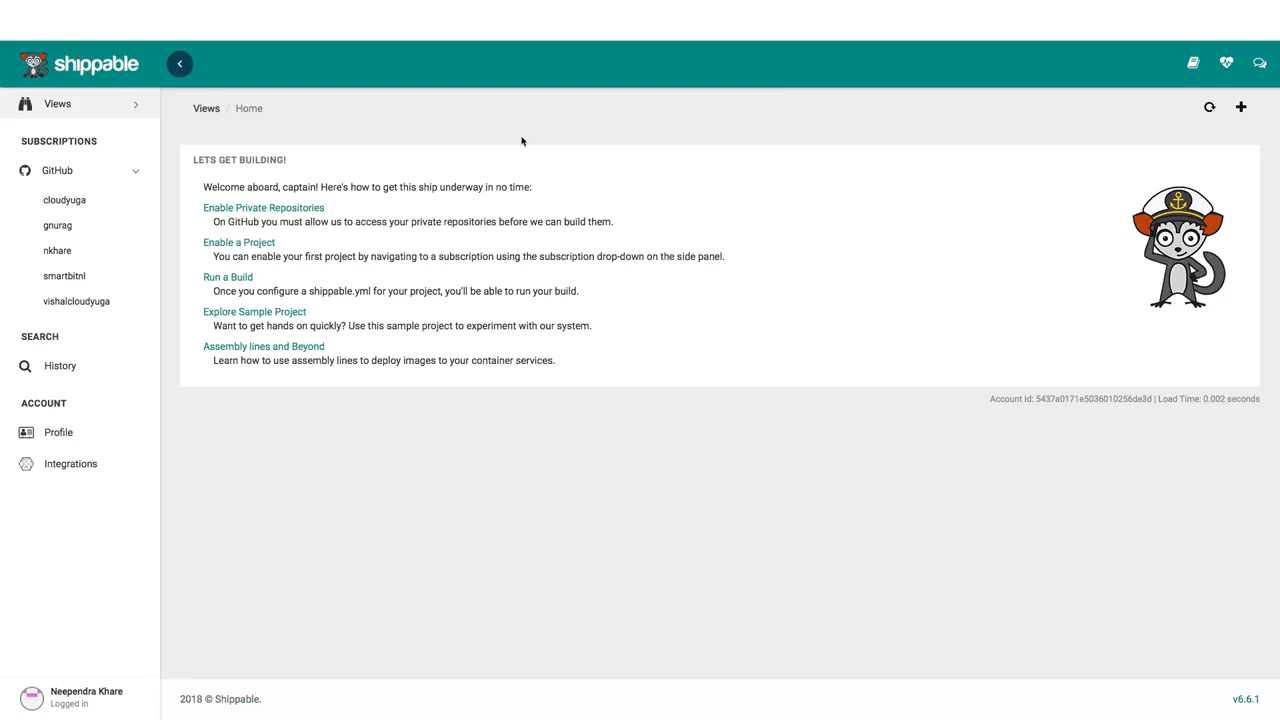 shippable
Views
Views / Home
SUBSCRIPTIONS
GitHub
cloudyuga
gnurag
nkhare
smartbitnl
vishalcloudyuga
SEARCH
History
ACCOUNT
Profile
Integrations
LETS GET BUILDING!
Welcome aboard, captain! Here's how to get this ship underway in no time:
Enable Private Repositories
On GitHub you must allow us to access your private repositories before we can build them.
Enable a Project
You can enable your first project by navigating to a subscription using the subscription drop-down on the side panel.
Run a Build
Once you configure a shippable.yml for your project, you'll be able to run your build.
Explore Sample Project
Want to get hands on quickly? Use this sample project to experiment with our system.
Assembly lines and Beyond
Learn how to use assembly lines to deploy images to your container services.
Account Id: 5437a0171e5036010256de3d | Load Time: 0.002 seconds
Neependra Khare
Logged in
2018 © Shippable.
v6.6.1